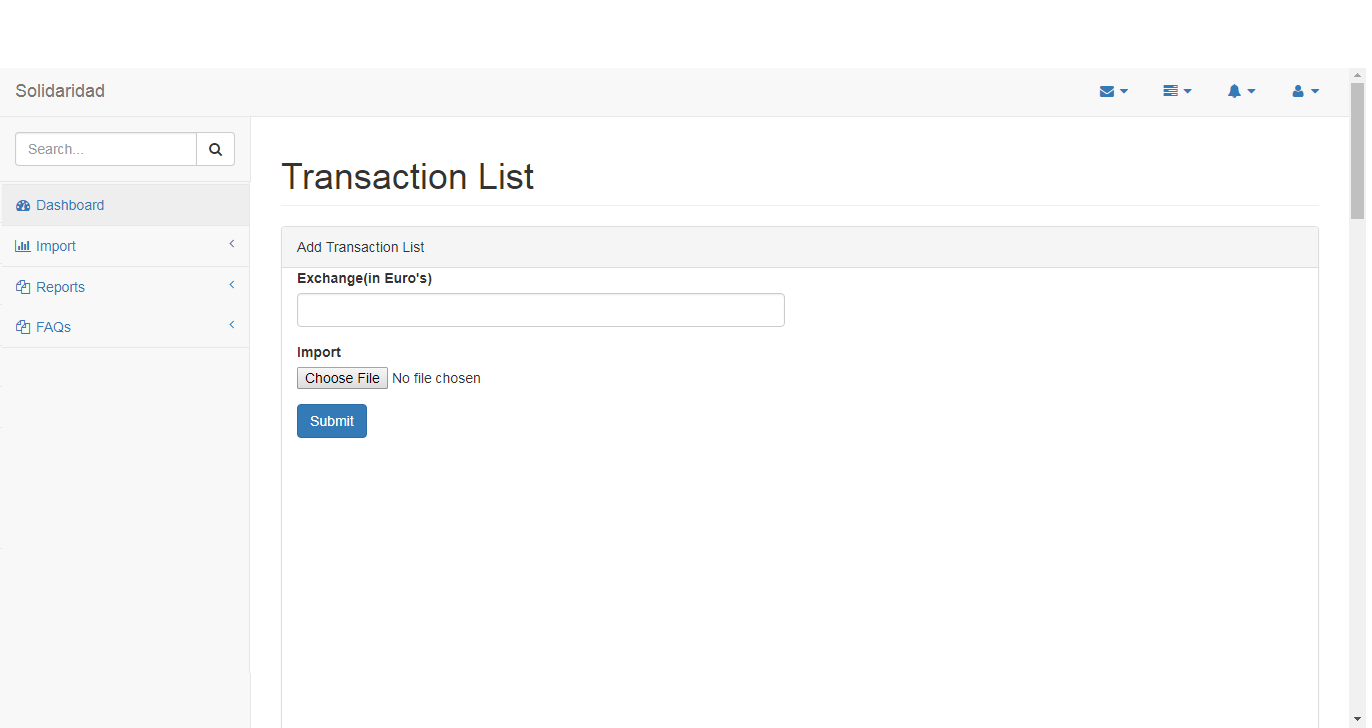 Solidaridad
Search...
Dashboard
Import
Reports
FAQs
Transaction List
Add Transaction List
Exchange(in Euro's)
Import
Choose File No file chosen
Submit